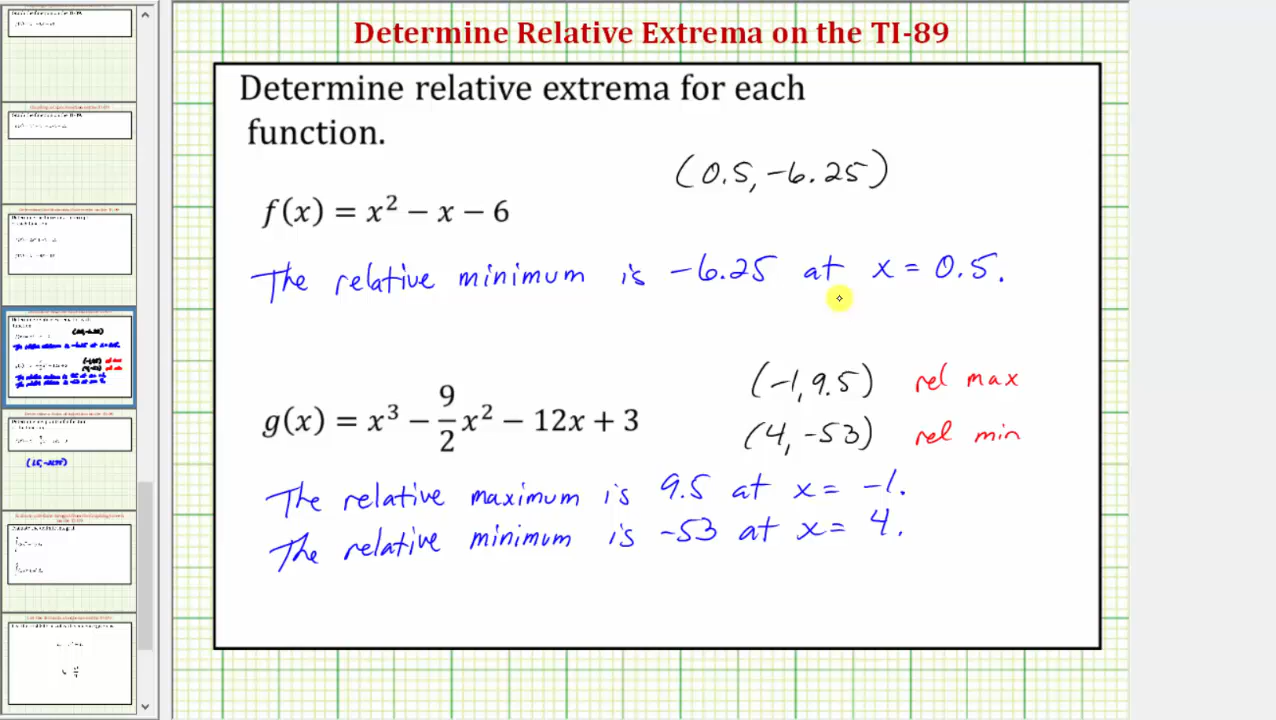 Determine Relative Extrema on the TI-89
Determine relative extrema for each
function.
(0.5, -6.25)
f(x) = x² − x − 6
The relative minimum is -6.25 at x = 0.5.
(-1, 9.5) rel max
g(x) = x³ − 9/2 x² − 12x + 3
(4, -53) rel min
The relative maximum is 9.5 at x = -1.
The relative minimum is -53 at x = 4.